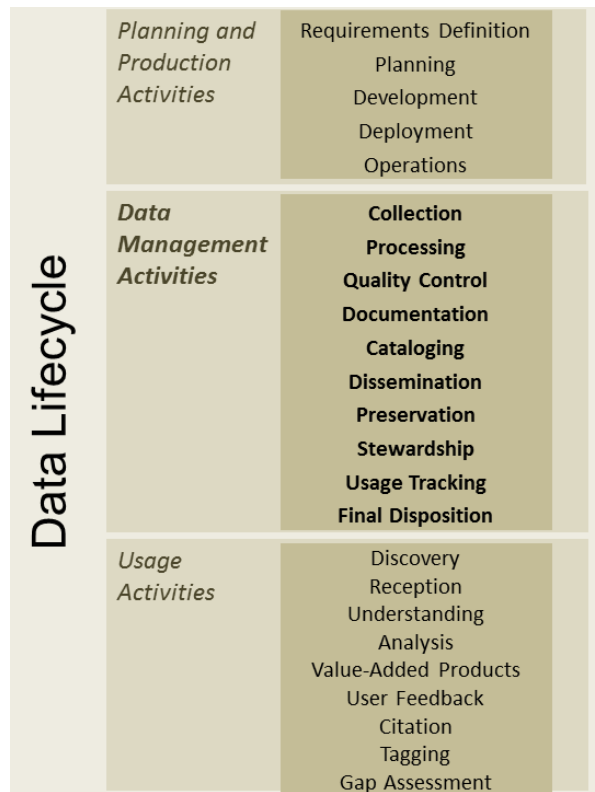 Data Lifecycle
Planning and
Production
Activities
Requirements Definition
Planning
Development
Deployment
Operations
Data
Management
Activities
Collection
Processing
Quality Control
Documentation
Cataloging
Dissemination
Preservation
Stewardship
Usage Tracking
Final Disposition
Usage
Activities
Discovery
Reception
Understanding
Analysis
Value-Added Products
User Feedback
Citation
Tagging
Gap Assessment